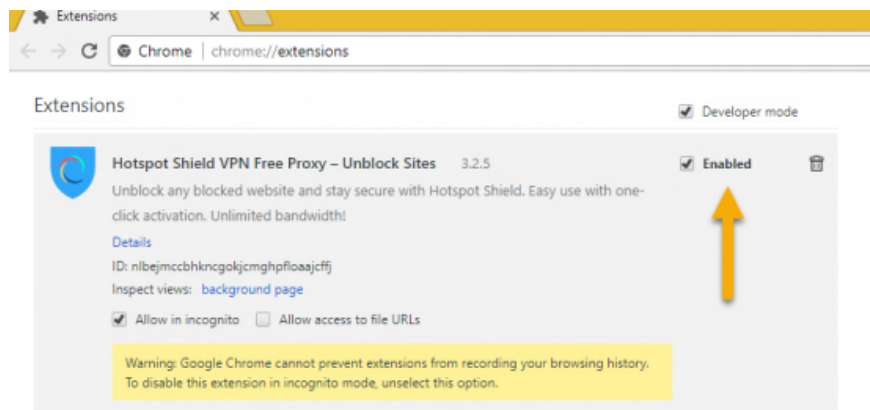 Extensions
Chrome | chrome://extensions
Extensions
Developer mode
Hotspot Shield VPN Free Proxy – Unblock Sites 3.2.5
Enabled
Unblock any blocked website and stay secure with Hotspot Shield. Easy use with one-
click activation. Unlimited bandwidth!
Details
ID: nlbejmccbhkncgokjcmghpfloaajcffj
Inspect views: background page
Allow in incognito Allow access to file URLs
Warning: Google Chrome cannot prevent extensions from recording your browsing history.
To disable this extension in incognito mode, unselect this option.